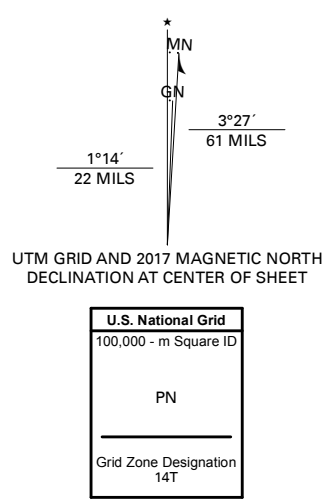 ★
MN
GN
3°27´
61 MILS
1°14´
22 MILS
UTM GRID AND 2017 MAGNETIC NORTH
DECLINATION AT CENTER OF SHEET
U.S. National Grid
100,000 - m Square ID
PN
Grid Zone Designation
14T